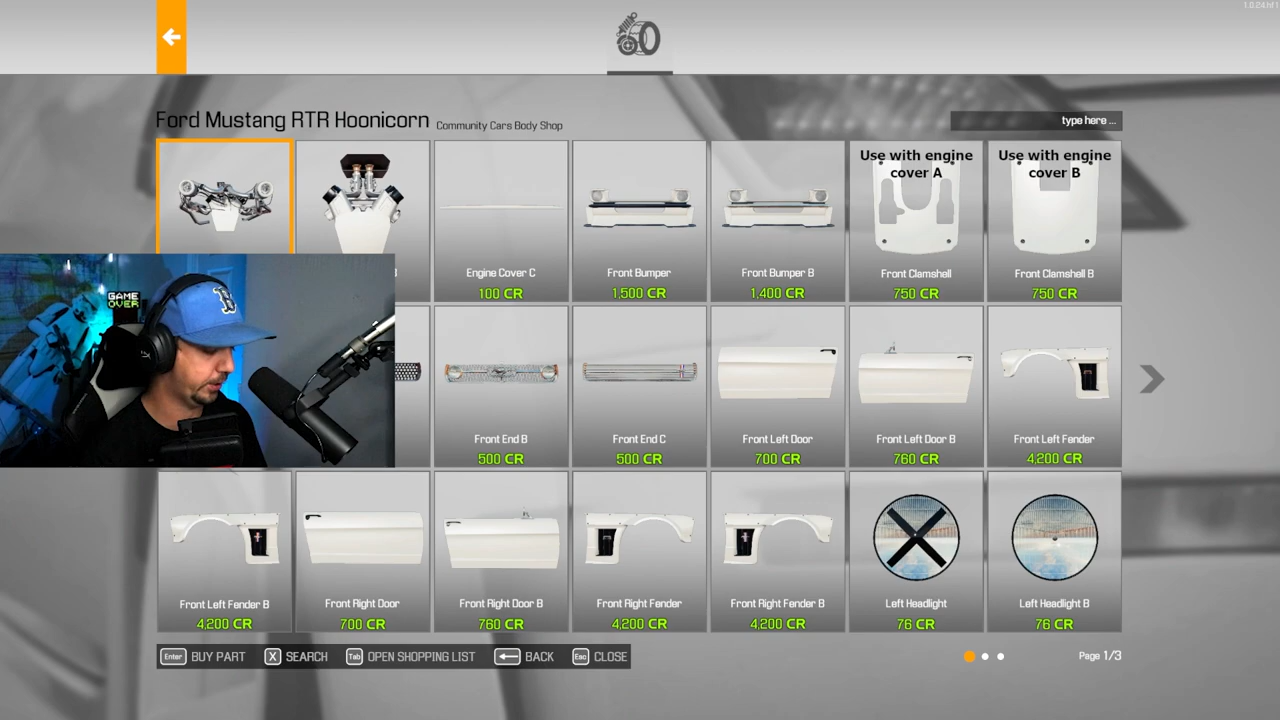 1.0.24.hf1
Ford Mustang RTR Hoonicorn Community Cars Body Shop
type here ...
Use with engine
cover A
Use with engine
cover B
Engine Cover C
Front Bumper
Front Bumper B
Front Clamshell
Front Clamshell B
100 CR
1,500 CR
1,400 CR
750 CR
750 CR
GAME
OVER
B
Front End B
Front End C
Front Left Door
Front Left Door B
Front Left Fender
500 CR
500 CR
700 CR
760 CR
4,200 CR
Front Left Fender B
Front Right Door
Front Right Door B
Front Right Fender
Front Right Fender B
Left Headlight
Left Headlight B
4,200 CR
700 CR
760 CR
4,200 CR
4,200 CR
76 CR
76 CR
Enter BUY PART
X SEARCH
Tab OPEN SHOPPING LIST
BACK
Esc CLOSE
Page 1/3